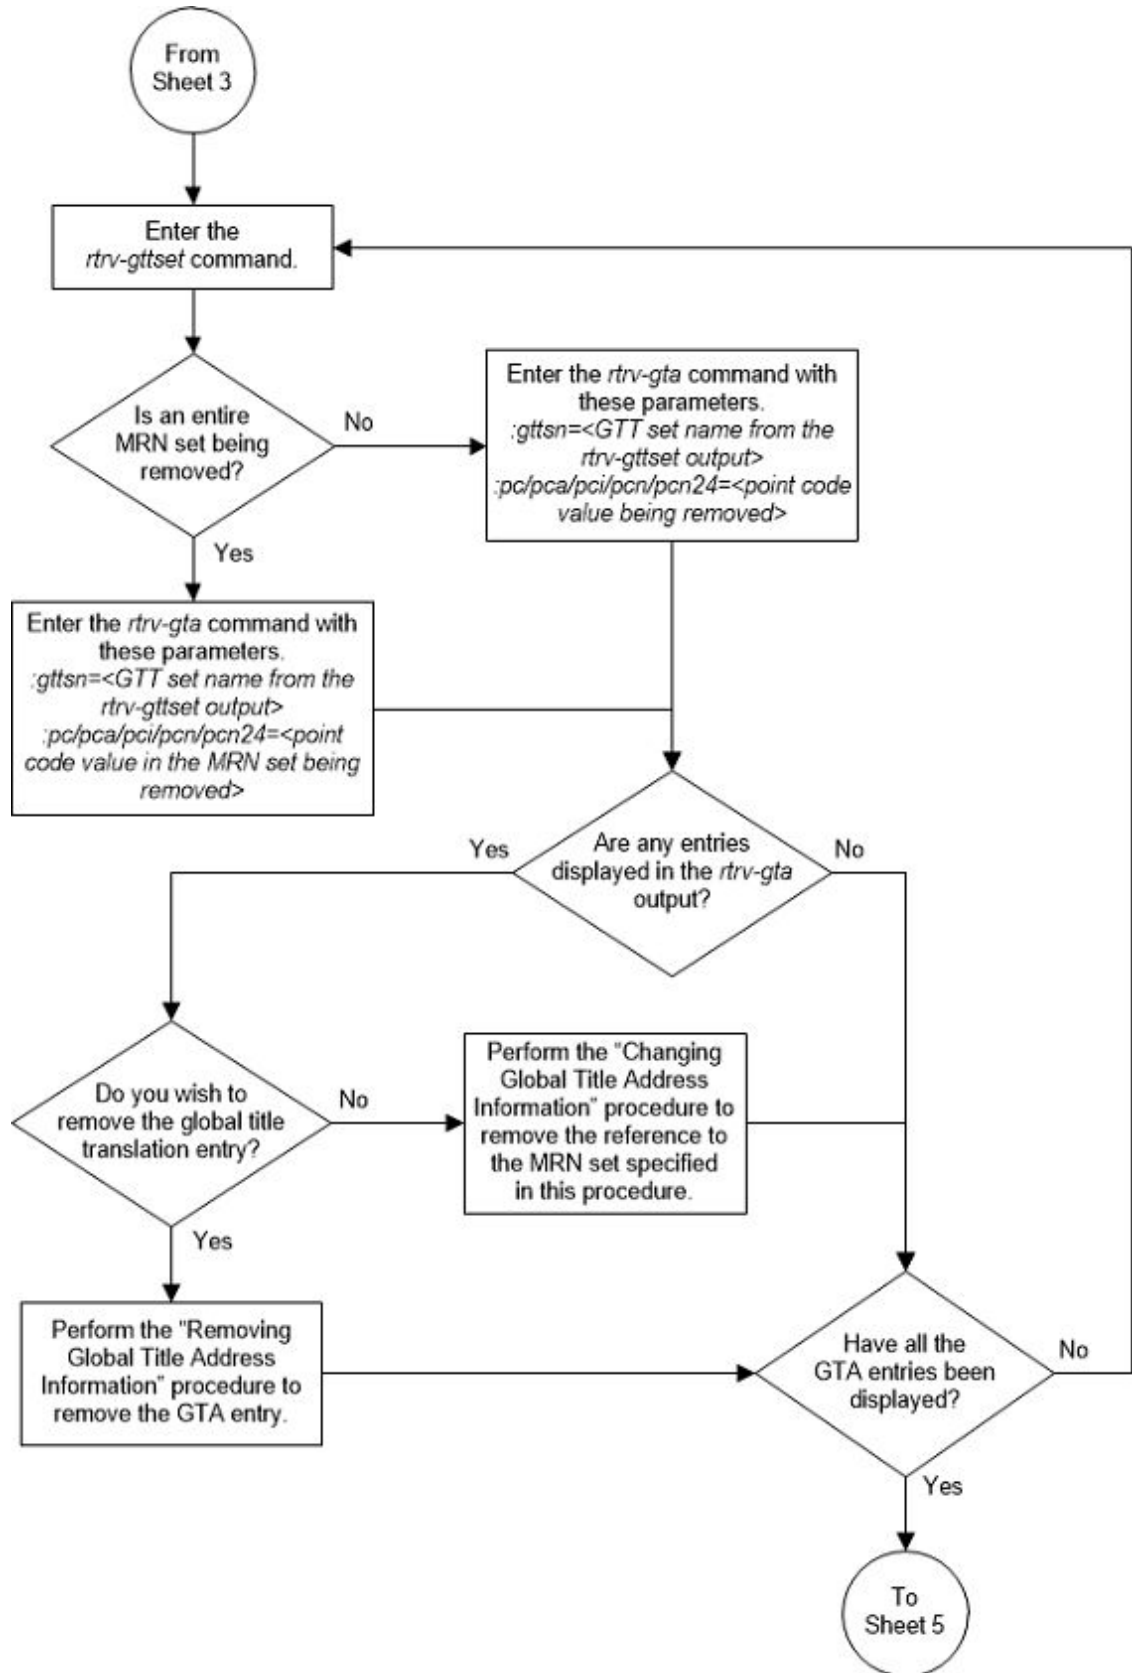 From
Sheet 3
Enter the
rtrv-gttset command.
Is an entire
MRN set being
removed?
No
Yes
Enter the rtrv-gta command with
these parameters.
:gttsn=<GTT set name from the
rtrv-gttset output>
:pc/pca/pci/pcn/pcn24=<point code
value being removed>
Enter the rtrv-gta command with
these parameters.
:gttsn=<GTT set name from the
rtrv-gttset output>
:pc/pca/pci/pcn/pcn24=<point
code value in the MRN set being
removed>
Are any entries
displayed in the rtrv-gta
output?
Yes
No
Do you wish to
remove the global title
translation entry?
No
Yes
Perform the "Changing
Global Title Address
Information" procedure to
remove the reference to
the MRN set specified
in this procedure.
Perform the "Removing
Global Title Address
Information" procedure to
remove the GTA entry.
Have all the
GTA entries been
displayed?
No
Yes
To
Sheet 5